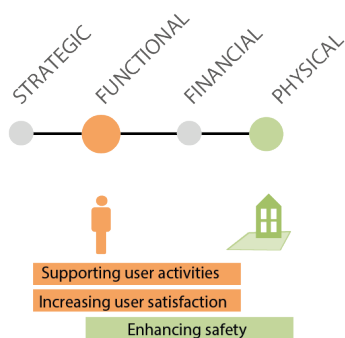 STRATEGIC
FUNCTIONAL
FINANCIAL
PHYSICAL
Supporting user activities
Increasing user satisfaction
Enhancing safety